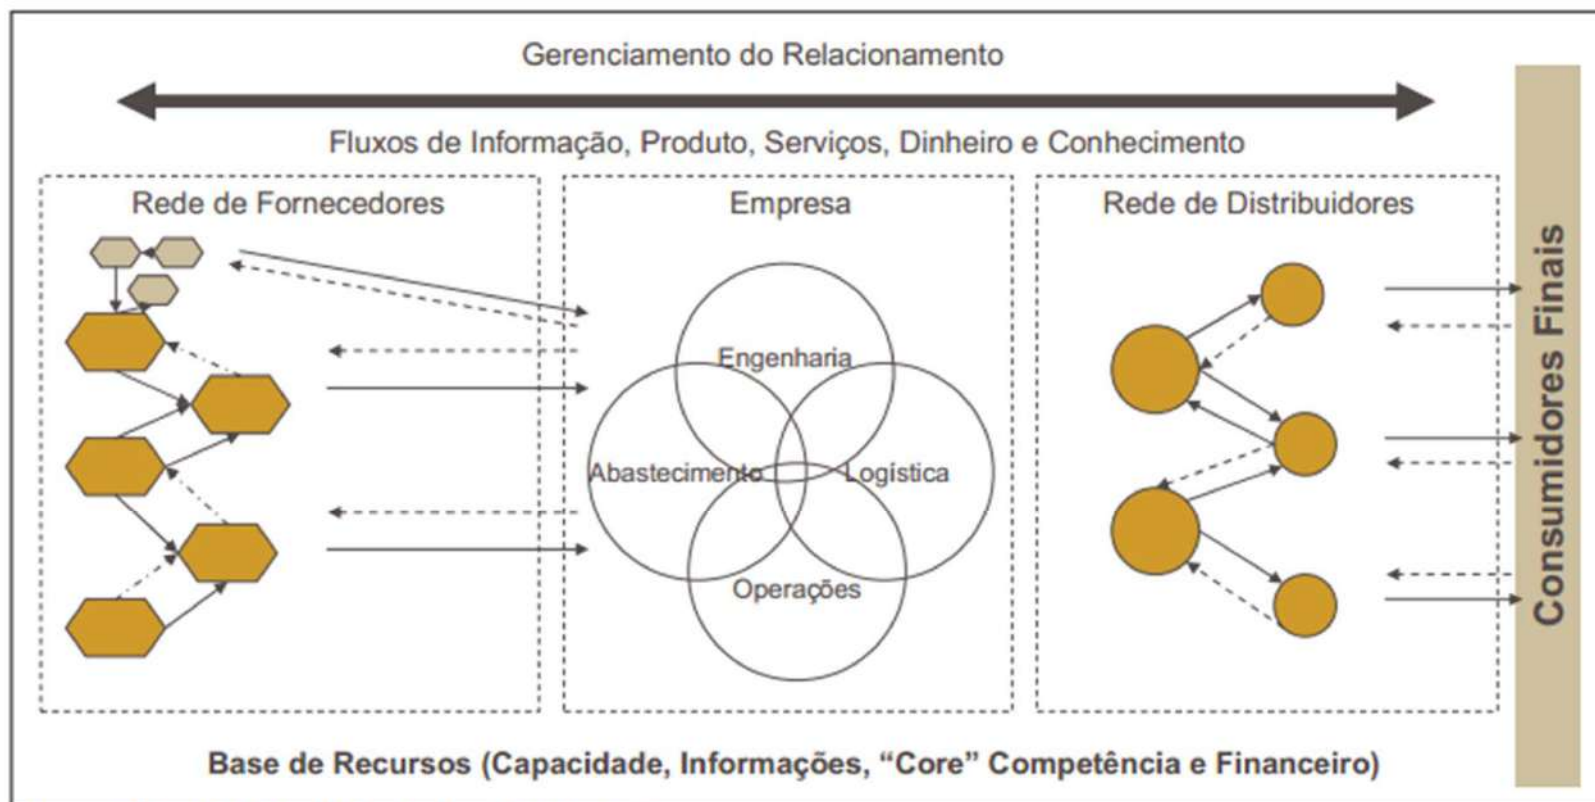 Gerenciamento do Relacionamento
Fluxos de Informação, Produto, Serviços, Dinheiro e Conhecimento
Rede de Fornecedores
Empresa
Rede de Distribuidores
Engenharia
Abastecimento
Logística
Operações
Consumidores Finais
Base de Recursos (Capacidade, Informações, “Core” Competência e Financeiro)